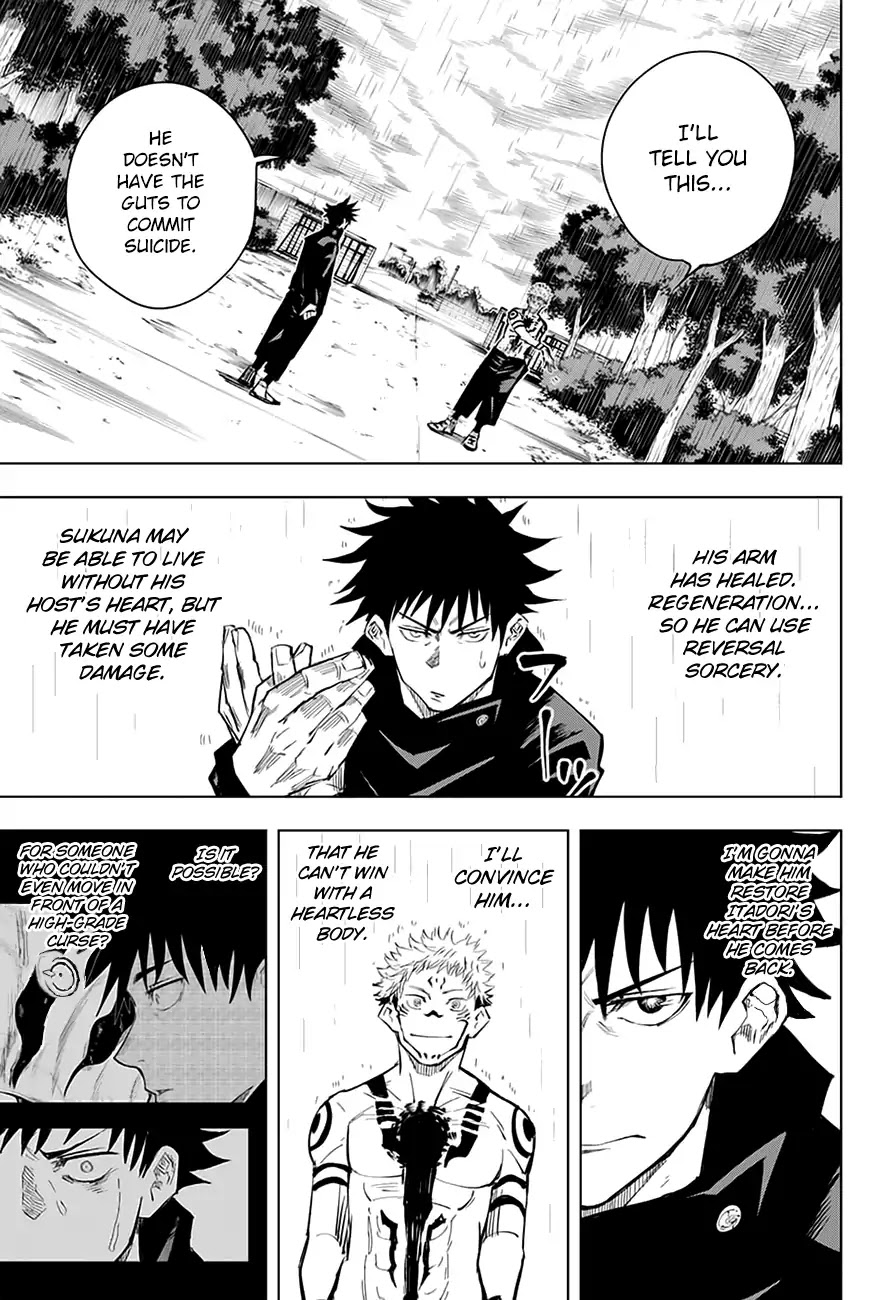 I'LL
TELL YOU
THIS...
HE
DOESN'T
HAVE THE
GUTS TO
COMMIT
SUICIDE.
HIS ARM
HAS HEALED.
REGENERATION...
SO HE CAN USE
REVERSAL
SORCERY.
SUKUNA MAY
BE ABLE TO LIVE
WITHOUT HIS
HOST'S HEART, BUT
HE MUST HAVE
TAKEN SOME
DAMAGE.
フーッ
I'M GONNA
MAKE HIM
RESTORE
ITADORI'S
HEART BEFORE
HE COMES
BACK.
I'LL
CONVINCE
HIM...
THAT HE
CAN'T WIN
WITH A
HEARTLESS
BODY.
IS IT
POSSIBLE?
FOR SOMEONE
WHO COULDN'T
EVEN MOVE IN
FRONT OF A
HIGH-GRADE
CURSE?